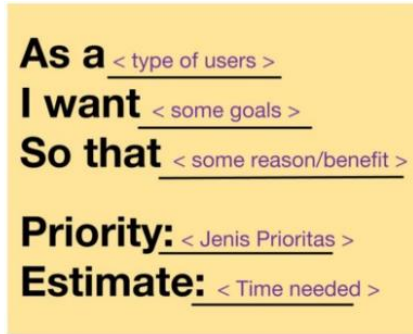 As a < type of users >
I want < some goals >
So that < some reason/benefit >
Priority: < Jenis Prioritas >
Estimate: < Time needed >